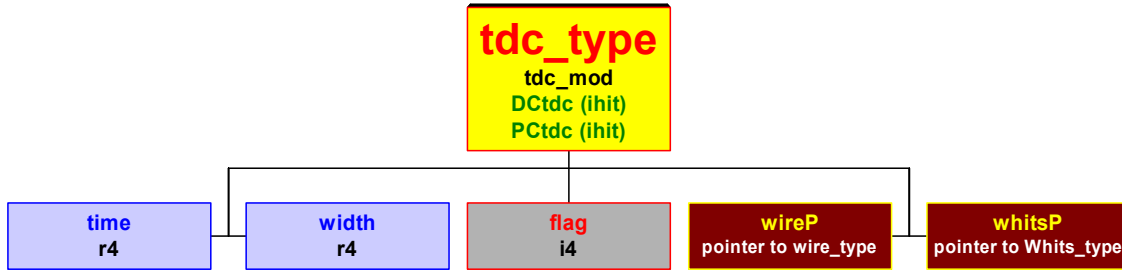 tdc_type
tdc_mod
DCtdc (ihit)
PCtdc (ihit)
time
r4
width
r4
flag
i4
wireP
pointer to wire_type
whitsP
pointer to Whits_type